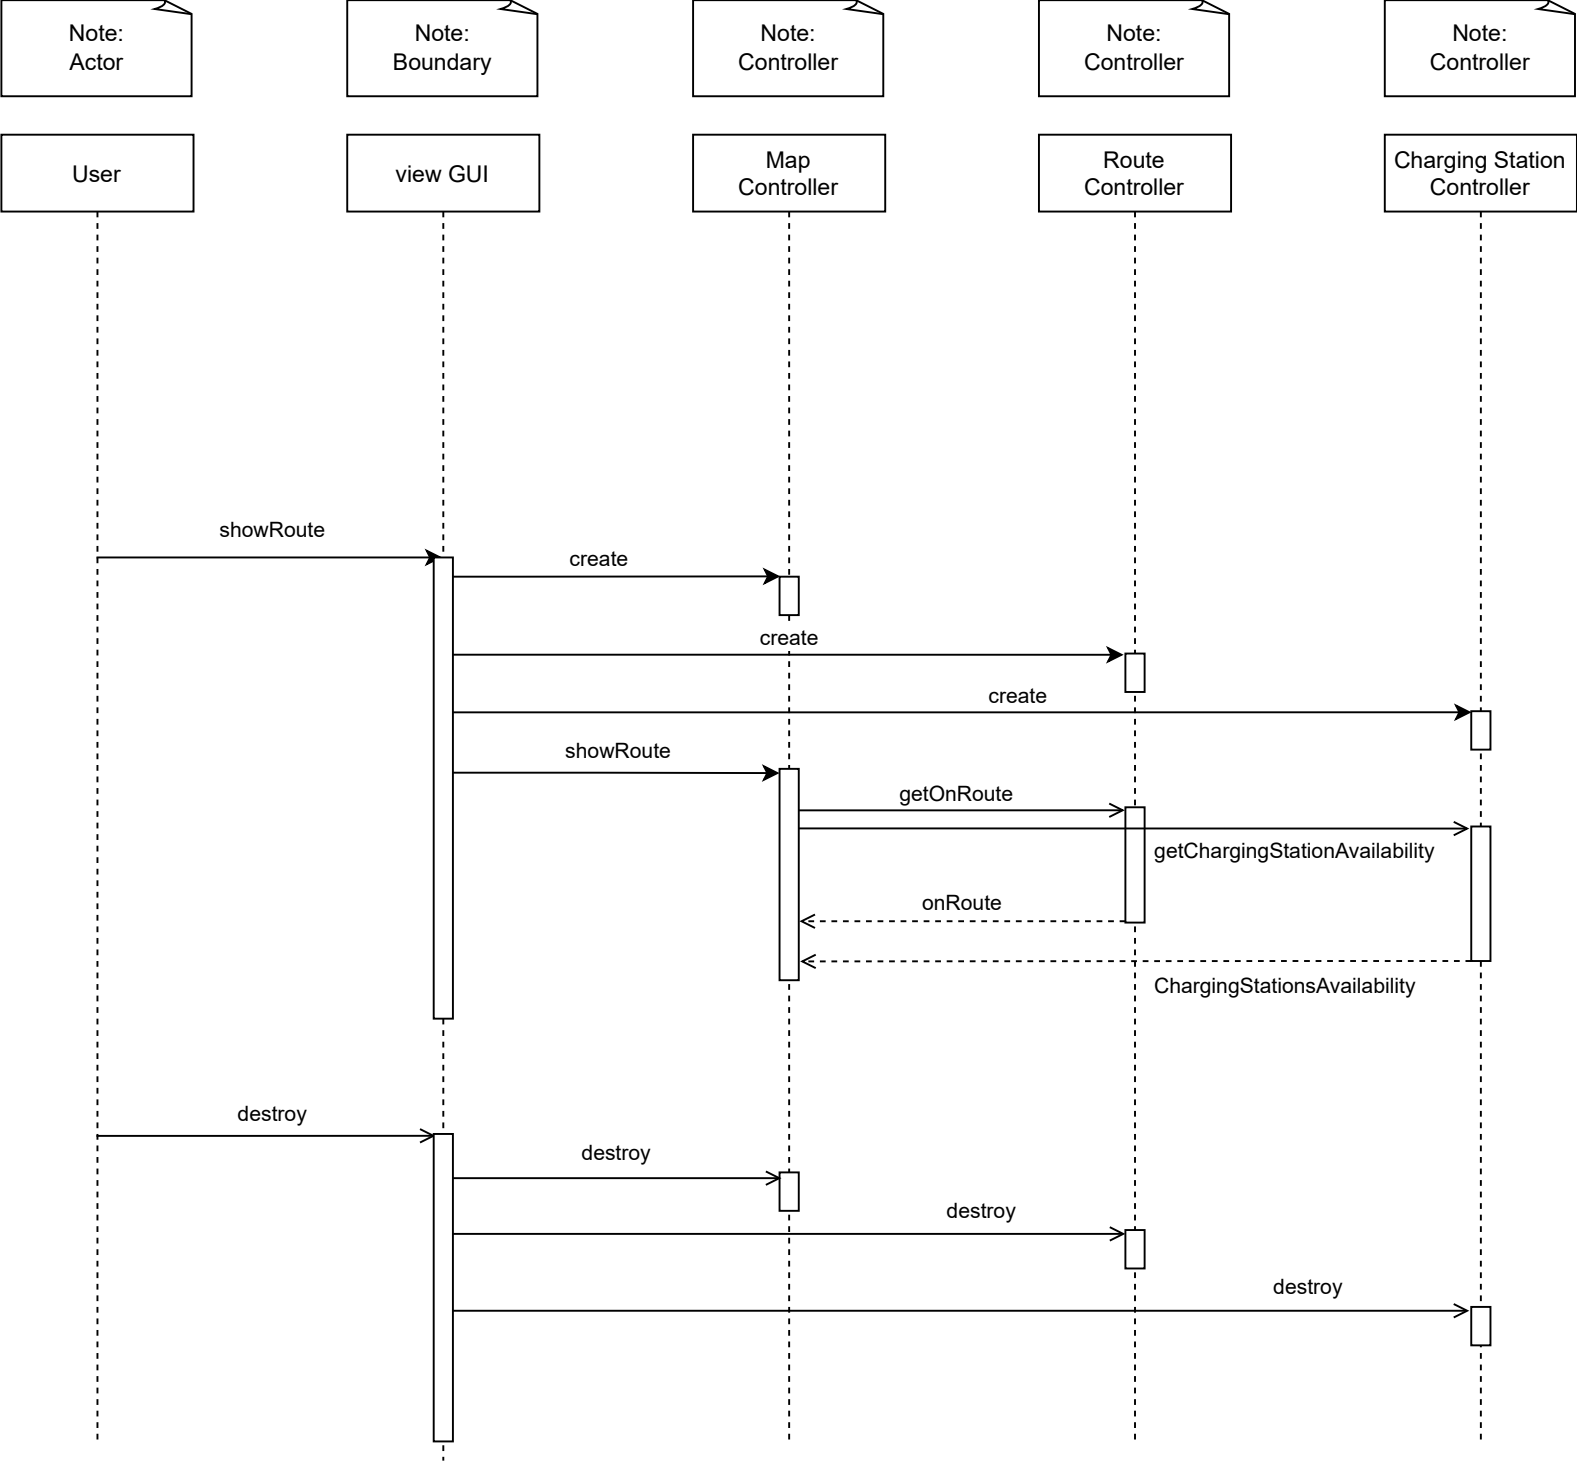 Note:
Actor
Note:
Boundary
Note:
Controller
Note:
Controller
Note:
Controller
User
view GUI
Map
Controller
Route
Controller
Charging Station
Controller
showRoute
create
create
create
showRoute
getOnRoute
getChargingStationAvailability
onRoute
ChargingStationsAvailability
destroy
destroy
destroy
destroy